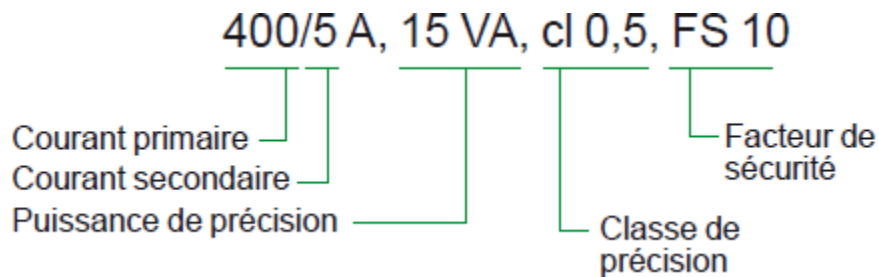 400/5 A, 15 VA, cl 0,5, FS 10
Courant primaire
Courant secondaire
Puissance de précision
Facteur de
sécurité
Classe de
précision